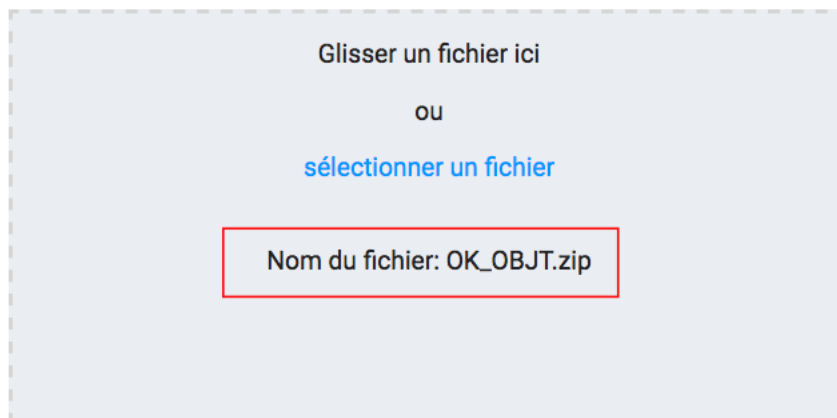 Glisser un fichier ici
ou
sélectionner un fichier
Nom du fichier: OK_OBJT.zip